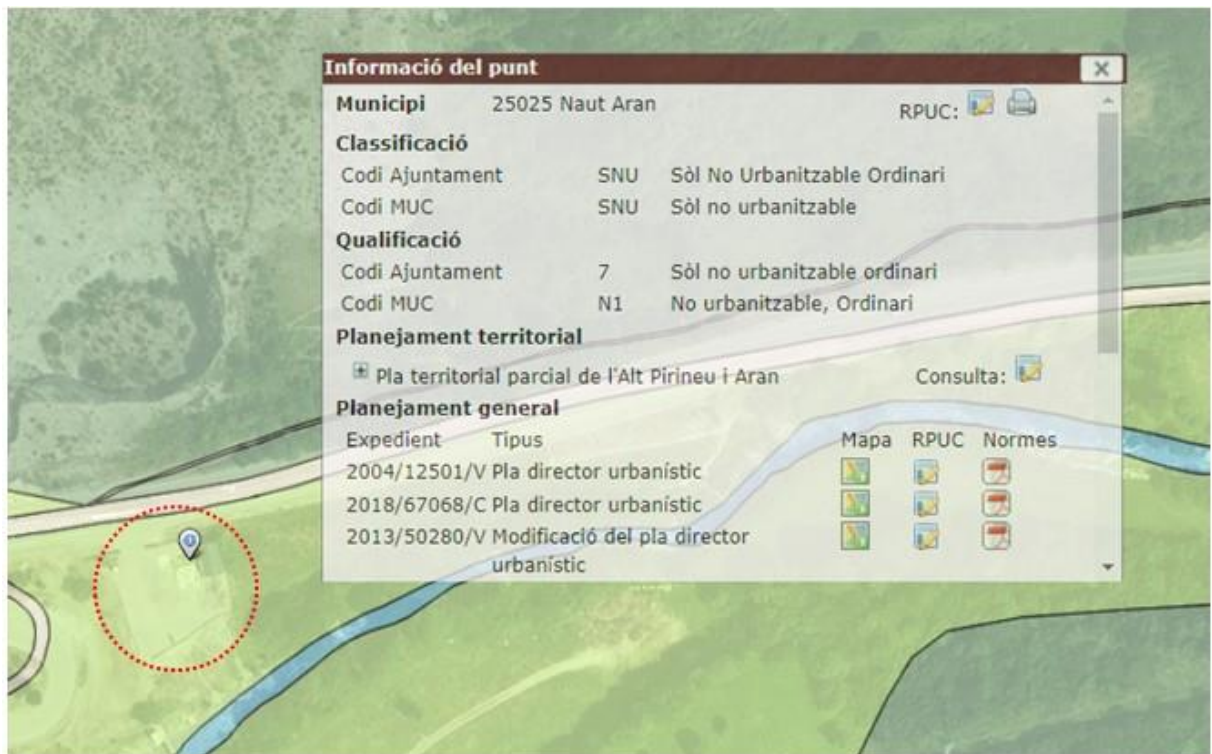 Informació del punt
Municipi 25025 Naut Aran RPUC:
Classificació
Codi Ajuntament SNU Sòl No Urbanitzable Ordinari
Codi MUC SNU Sòl no urbanitzable
Qualificació
Codi Ajuntament 7 Sòl no urbanitzable ordinari
Codi MUC N1 No urbanitzable, Ordinari
Planejament territorial
Pla territorial parcial de l'Alt Pirineu i Aran Consulta:
Planejament general
Expedient Tipus Mapa RPUC Normes
2004/12501/V Pla director urbanístic
2018/67068/C Pla director urbanístic
2013/50280/V Modificació del pla director
urbanístic